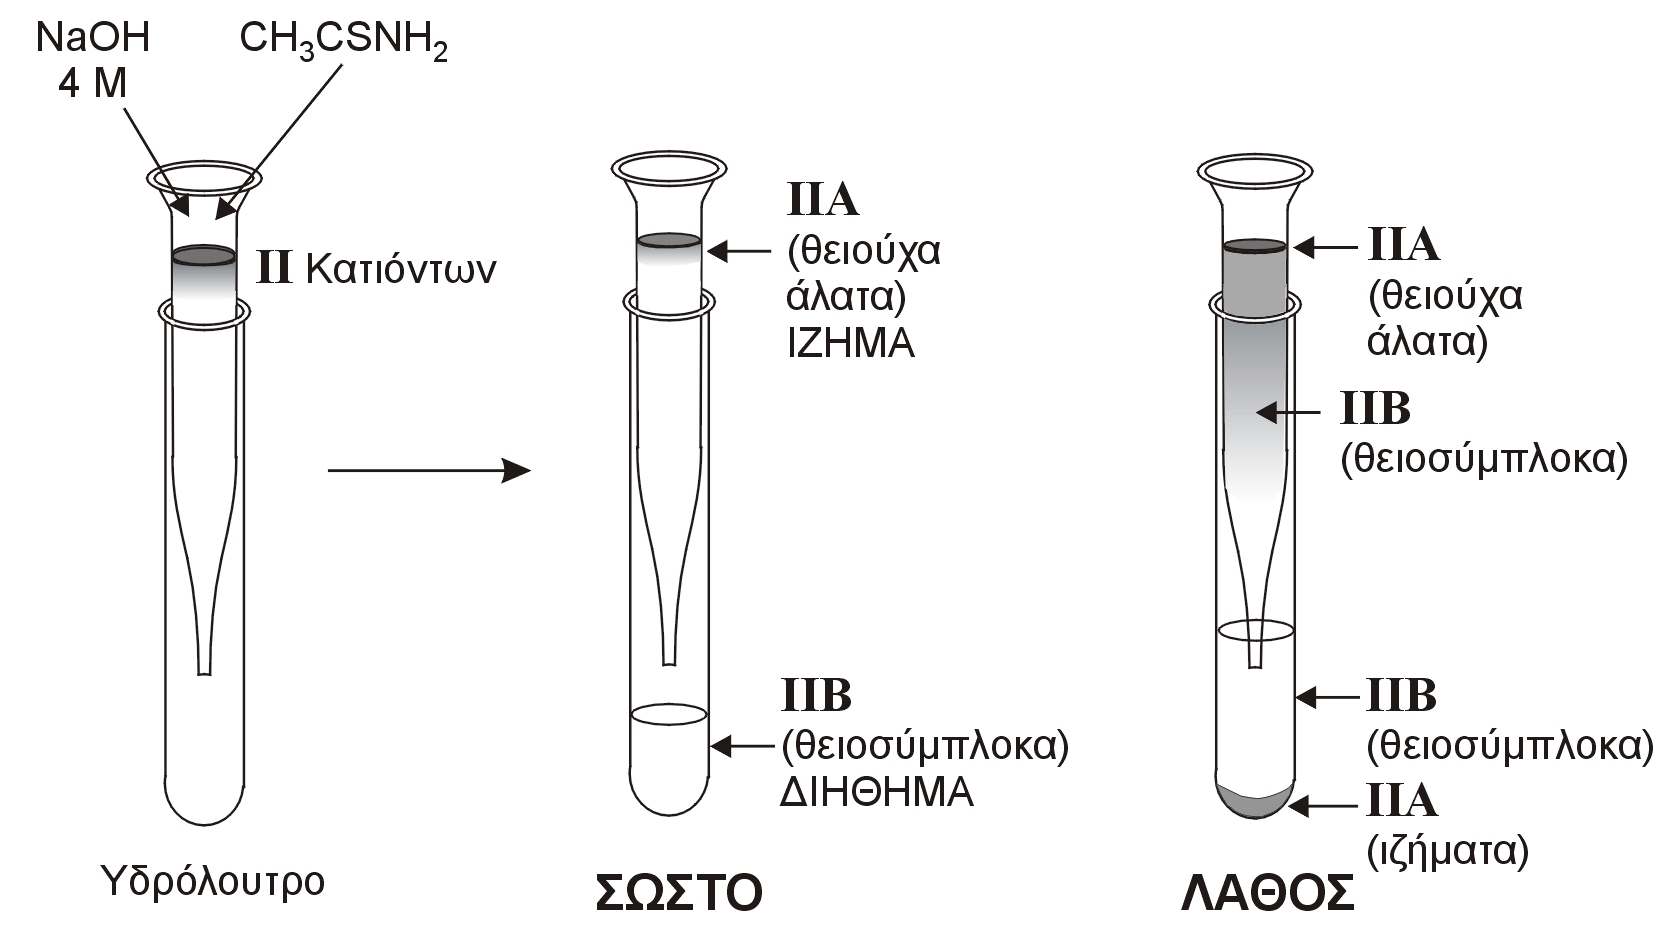 NaOH
4 M
CH₃CSNH₂
II Κατιόντων
Υδρόλουτρο
IIA
(θειούχα
άλατα)
ΙΖΗΜΑ
IIB
(θειοσύμπλοκα)
ΔΙΗΘΗΜΑ
ΣΩΣΤΟ
IIA
(θειούχα
άλατα)
IIB
(θειοσύμπλοκα)
IIB
(θειοσύμπλοκα)
IIA
(ιζήματα)
ΛΑΘΟΣ